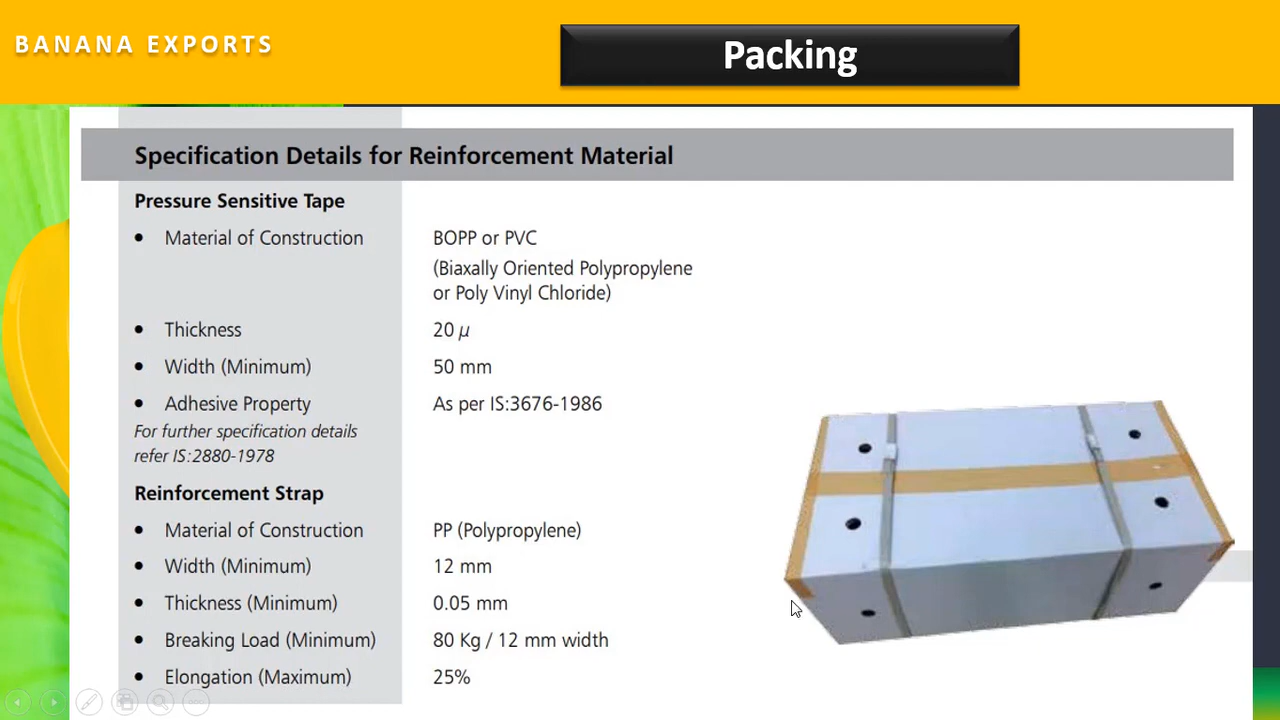 BANANA EXPORTS
Packing
Specification Details for Reinforcement Material
Pressure Sensitive Tape
• Material of Construction BOPP or PVC
(Biaxally Oriented Polypropylene
or Poly Vinyl Chloride)
• Thickness 20 μ
• Width (Minimum) 50 mm
• Adhesive Property As per IS:3676-1986
For further specification details
refer IS:2880-1978
Reinforcement Strap
• Material of Construction PP (Polypropylene)
• Width (Minimum) 12 mm
• Thickness (Minimum) 0.05 mm
• Breaking Load (Minimum) 80 Kg / 12 mm width
• Elongation (Maximum) 25%